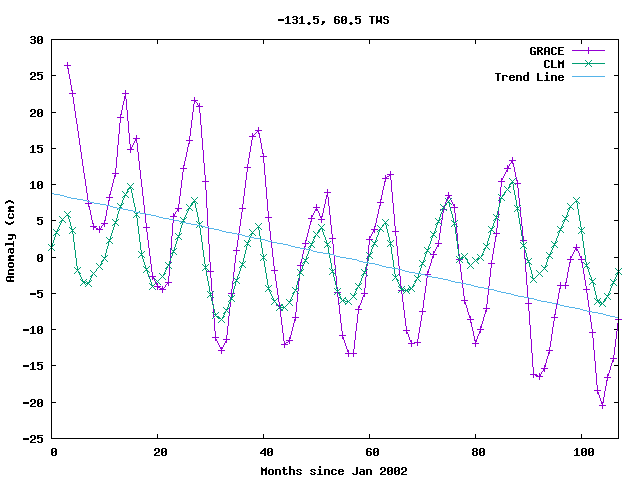 -131.5, 60.5 TWS
GRACE
CLM
Trend Line
30
25
20
15
10
5
0
-5
-10
-15
-20
-25
Anomaly (cm)
0 20 40 60 80 100
Months since Jan 2002